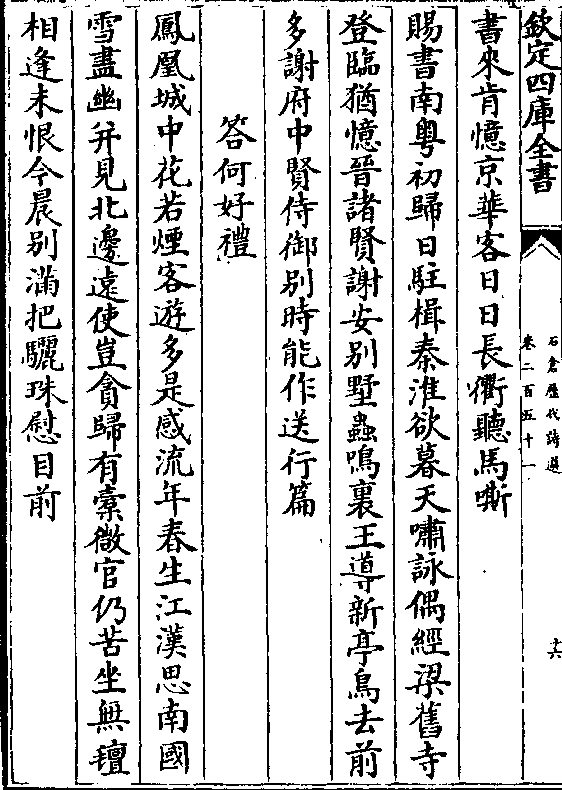 欽定四庫全書
石倉歷代詩選
卷二百五十一
十六
書來肯憶京華客日日長衢聽馬嘶
賜書南粵初歸日駐楫秦淮欲暮天嘯詠偶經梁舊寺
登臨猶憶晉諸賢謝安别墅蟲鳴裏王導新亭鳥去前
多謝府中賢侍御别時能作送行篇
答何好禮
鳳凰城中花若煙客遊多是感流年春生江漢思南國
雪盡幽并見北邊遠使豈貪歸有橐微官仍苦坐無氊
相逢未恨今晨别滿把驪珠慰目前